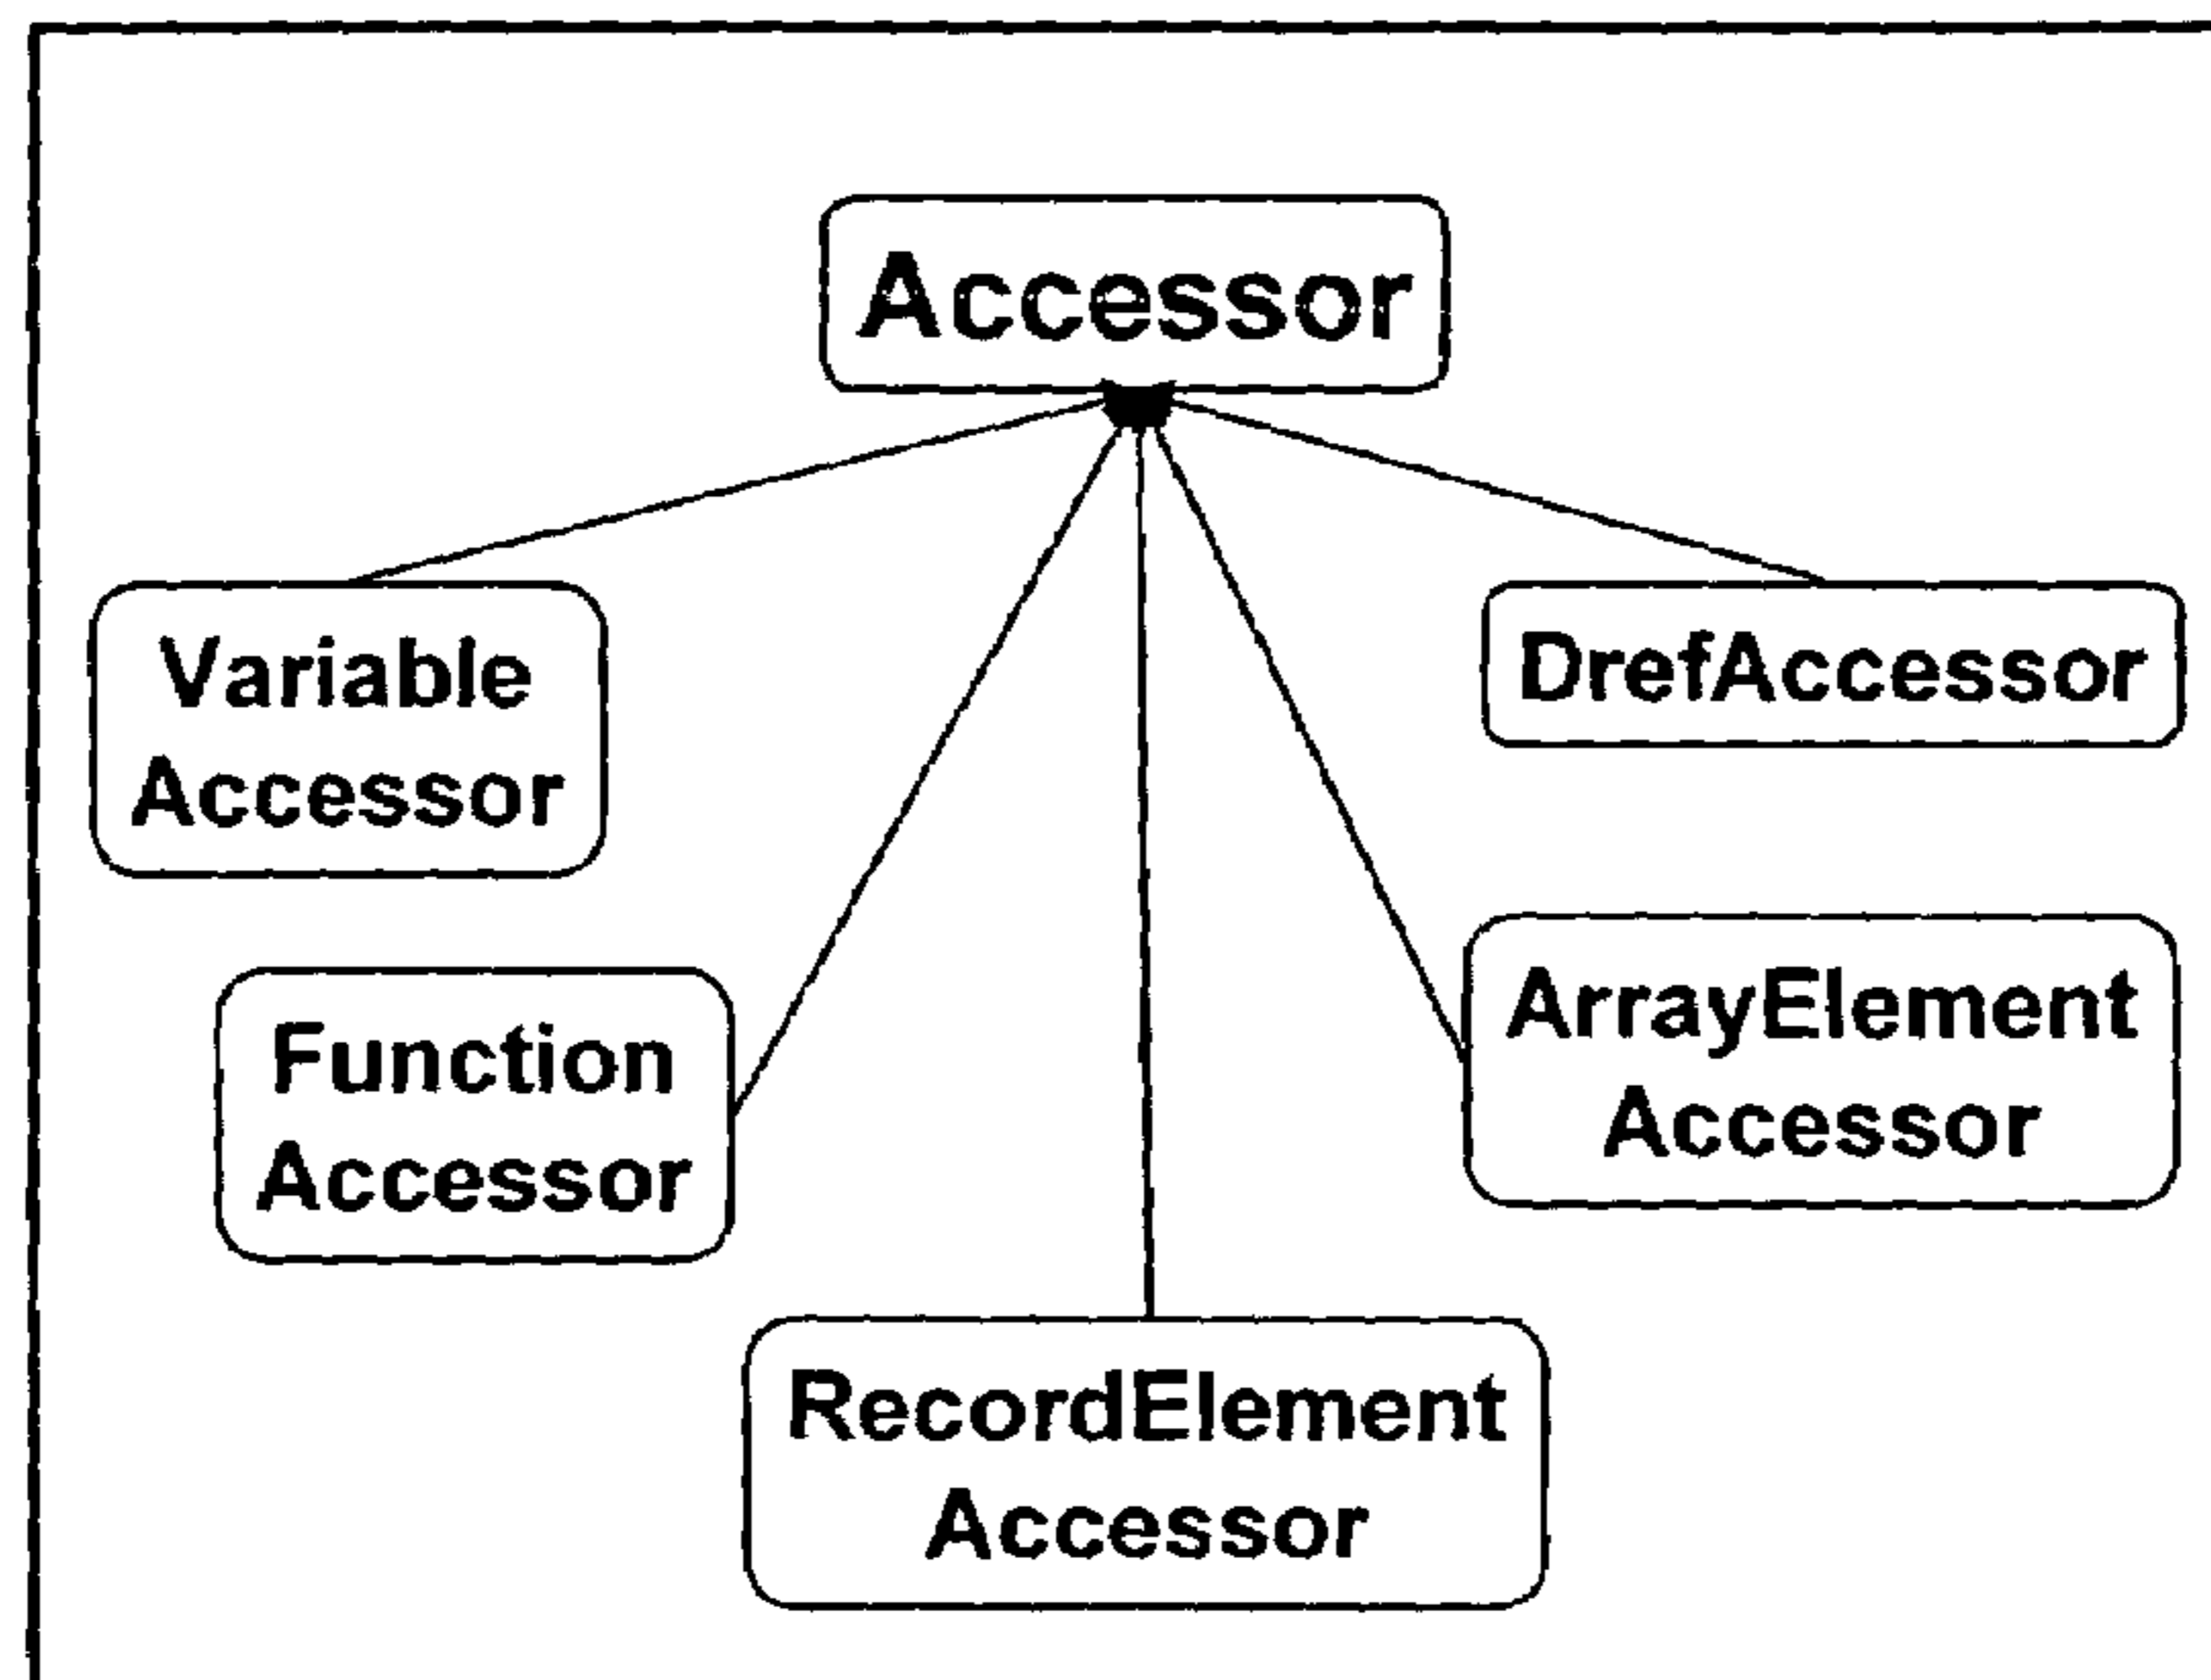 Accessor
Variable
Accessor
DrefAccessor
Function
Accessor
ArrayElement
Accessor
RecordElement
Accessor